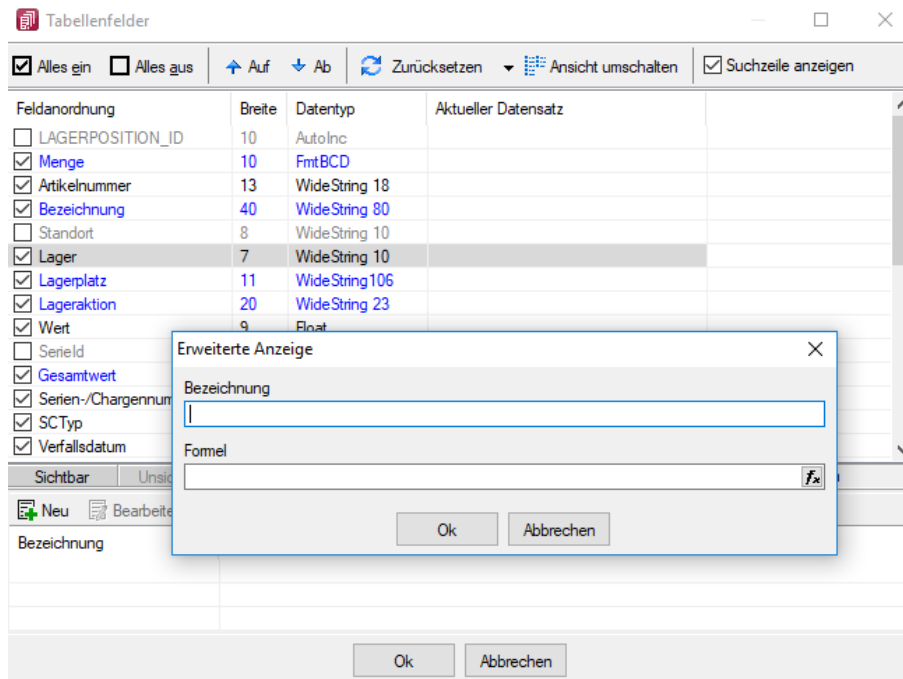 Tabellenfelder
Alles ein Alles aus Auf Ab Zurücksetzen Ansicht umschalten Suchzeile anzeigen
Feldanordnung Breite Datentyp Aktueller Datensatz
LAGERPOSITION_ID 10 AutoInc
Menge 10 FmtBCD
Artikelnummer 13 WideString 18
Bezeichnung 40 WideString 80
Standort 8 WideString 10
Lager 7 WideString 10
Lagerplatz 11 WideString106
Lageraktion 20 WideString 23
Wert 9 Float
SerieId
Gesamtwert
Serien-/Chargennum
SCTyp
Verfallsdatum
Erweiterte Anzeige
Bezeichnung
Formel
fx
Ok Abbrechen
Sichtbar Unsic
Neu Bearbeite
Bezeichnung
Ok Abbrechen